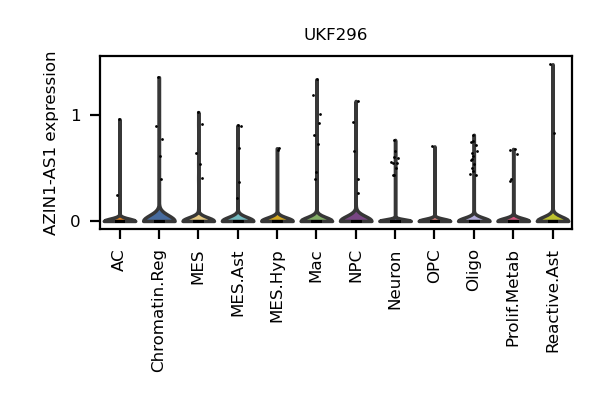 UKF296
AZIN1-AS1 expression
1
0
AC
Chromatin.Reg
MES
MES.Ast
MES.Hyp
Mac
NPC
Neuron
OPC
Oligo
Prolif.Metab
Reactive.Ast